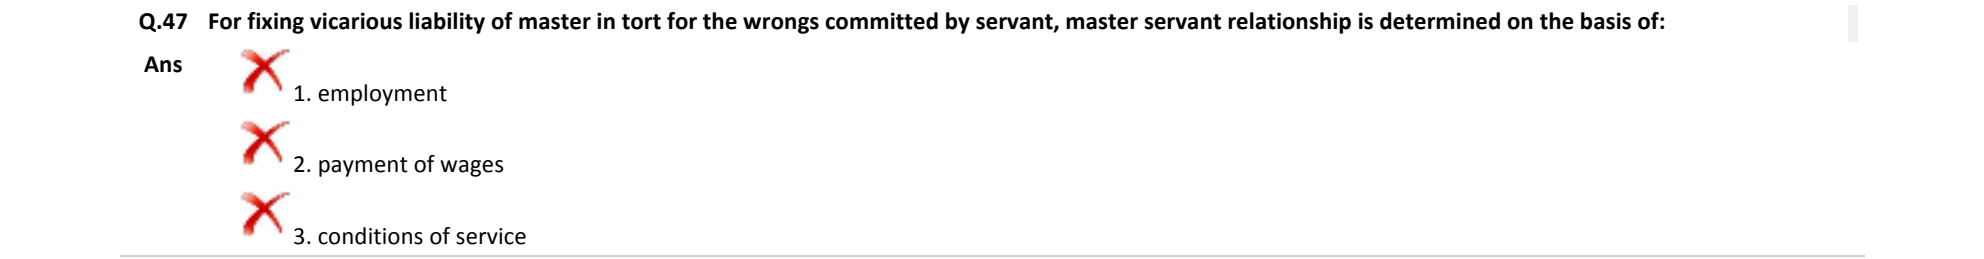 Q.47 For fixing vicarious liability of master in tort for the wrongs committed by servant, master servant relationship is determined on the basis of:
Ans
1. employment
2. payment of wages
3. conditions of service